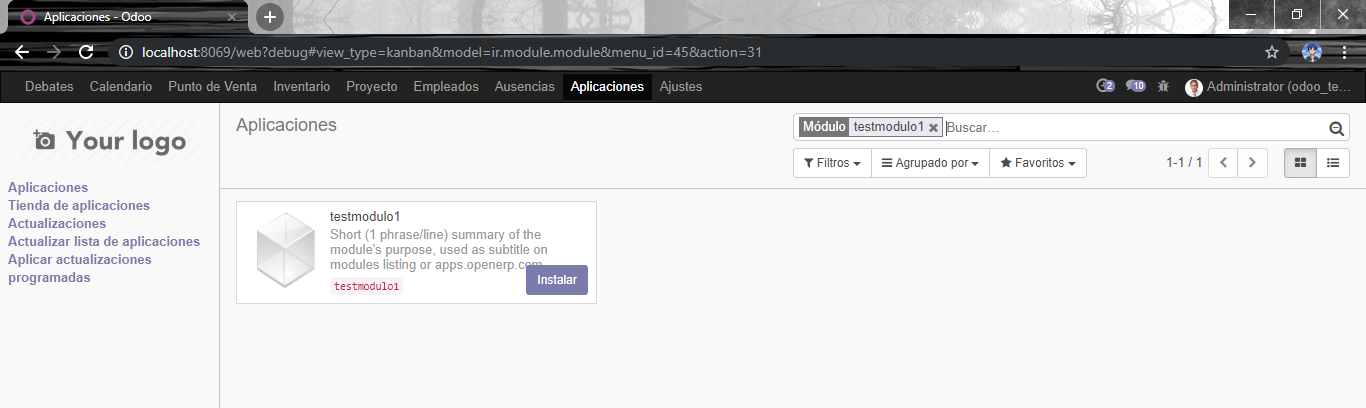 Aplicaciones - Odoo
localhost:8069/web?debug#view_type=kanban&model=ir.module.module&menu_id=45&action=31
Debates Calendario Punto de Venta Inventario Proyecto Empleados Ausencias Aplicaciones Ajustes 2 10 Administrator (odoo_te...
Your logo
Aplicaciones
Módulo testmodulo1 Buscar...
Filtros Agrupado por Favoritos 1-1 / 1
Aplicaciones
Tienda de aplicaciones
Actualizaciones
Actualizar lista de aplicaciones
Aplicar actualizaciones
programadas
testmodulo1
Short (1 phrase/line) summary of the
module's purpose, used as subtitle on
modules listing or apps.openerp.com
testmodulo1
Instalar